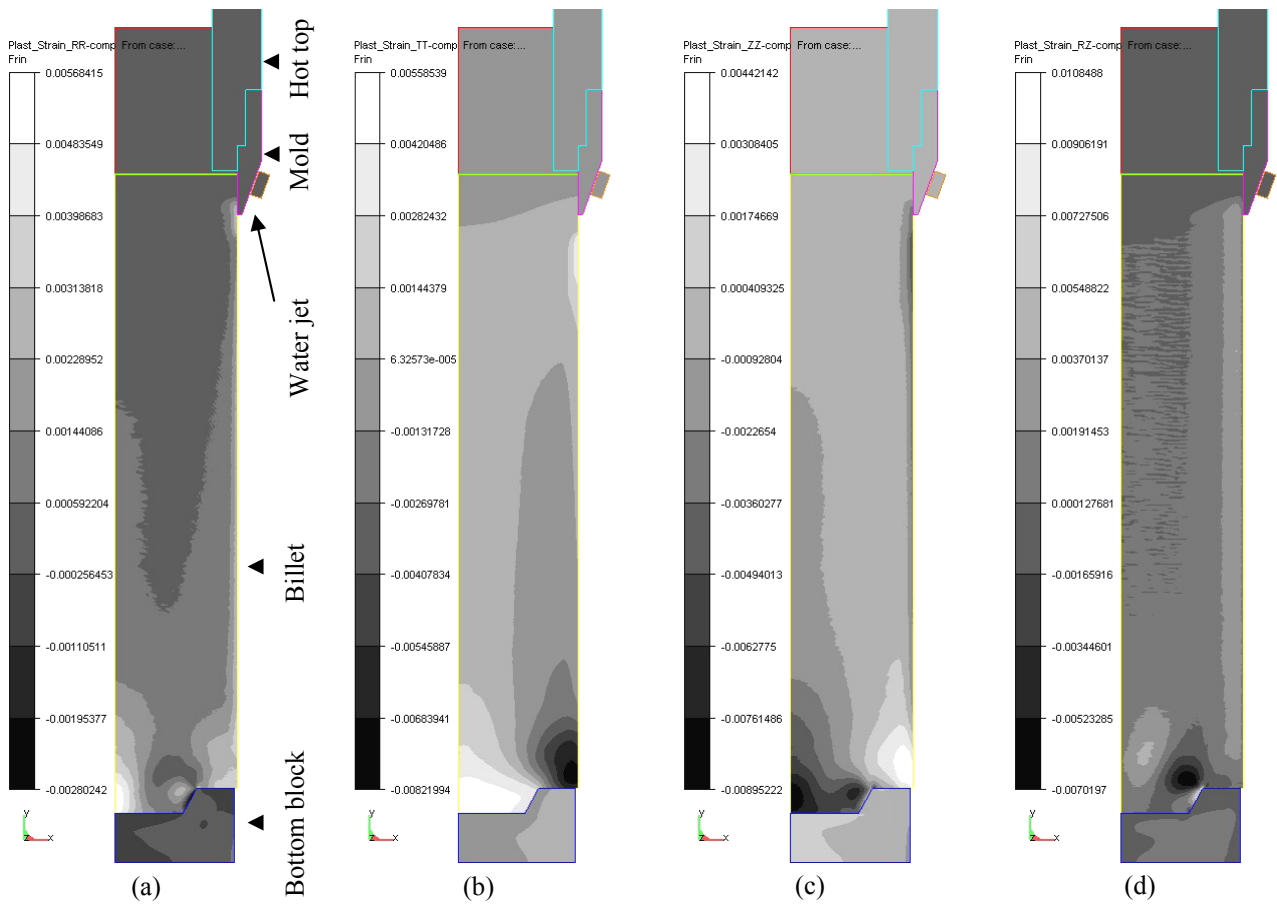 Plast_Strain_RR-comp From case:...
Frin
0.00568415
0.00483549
0.00398683
0.00313818
0.00228952
0.00144086
0.000592204
-0.000256453
-0.00110511
-0.00195377
-0.00280242
y
z x
Hot top
Mold
Water jet
Billet
Bottom block
(a)
Plast_Strain_TT-comp From case:...
Frin
0.00558539
0.00420486
0.00282432
0.00144379
6.32573e-005
-0.00131728
-0.00269781
-0.00407834
-0.00545887
-0.00683941
-0.00821994
y
z x
(b)
Plast_Strain_ZZ-comp From case:...
Frin
0.00442142
0.00308405
0.00174669
0.000409325
-0.00092804
-0.0022654
-0.00360277
-0.00494013
-0.0062775
-0.00761486
-0.00895222
y
z x
(c)
Plast_Strain_RZ-comp From case:...
Frin
0.0108488
0.00906191
0.00727506
0.00548822
0.00370137
0.00191453
0.000127681
-0.00165916
-0.00344601
-0.00523285
-0.0070197
y
z x
(d)